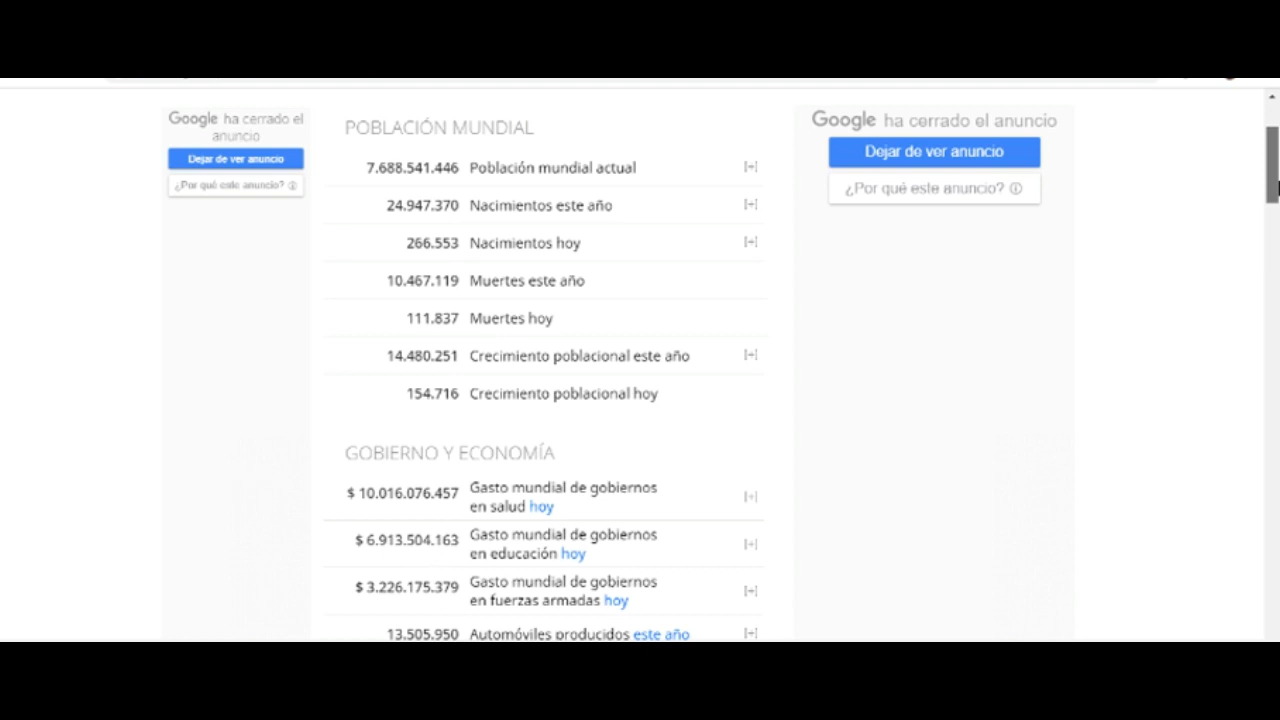 Google ha cerrado el
anuncio
Dejar de ver anuncio
¿Por qué este anuncio?
POBLACIÓN MUNDIAL
7.688.541.446 Población mundial actual [+]
24.947.370 Nacimientos este año [+]
266.553 Nacimientos hoy [+]
10.467.119 Muertes este año
111.837 Muertes hoy
14.480.251 Crecimiento poblacional este año [+]
154.716 Crecimiento poblacional hoy
GOBIERNO Y ECONOMÍA
$ 10.016.076.457 Gasto mundial de gobiernos
en salud hoy [+]
$ 6.913.504.163 Gasto mundial de gobiernos
en educación hoy [+]
$ 3.226.175.379 Gasto mundial de gobiernos
en fuerzas armadas hoy [+]
13.505.950 Automóviles producidos este año [+]
Google ha cerrado el anuncio
Dejar de ver anuncio
¿Por qué este anuncio?